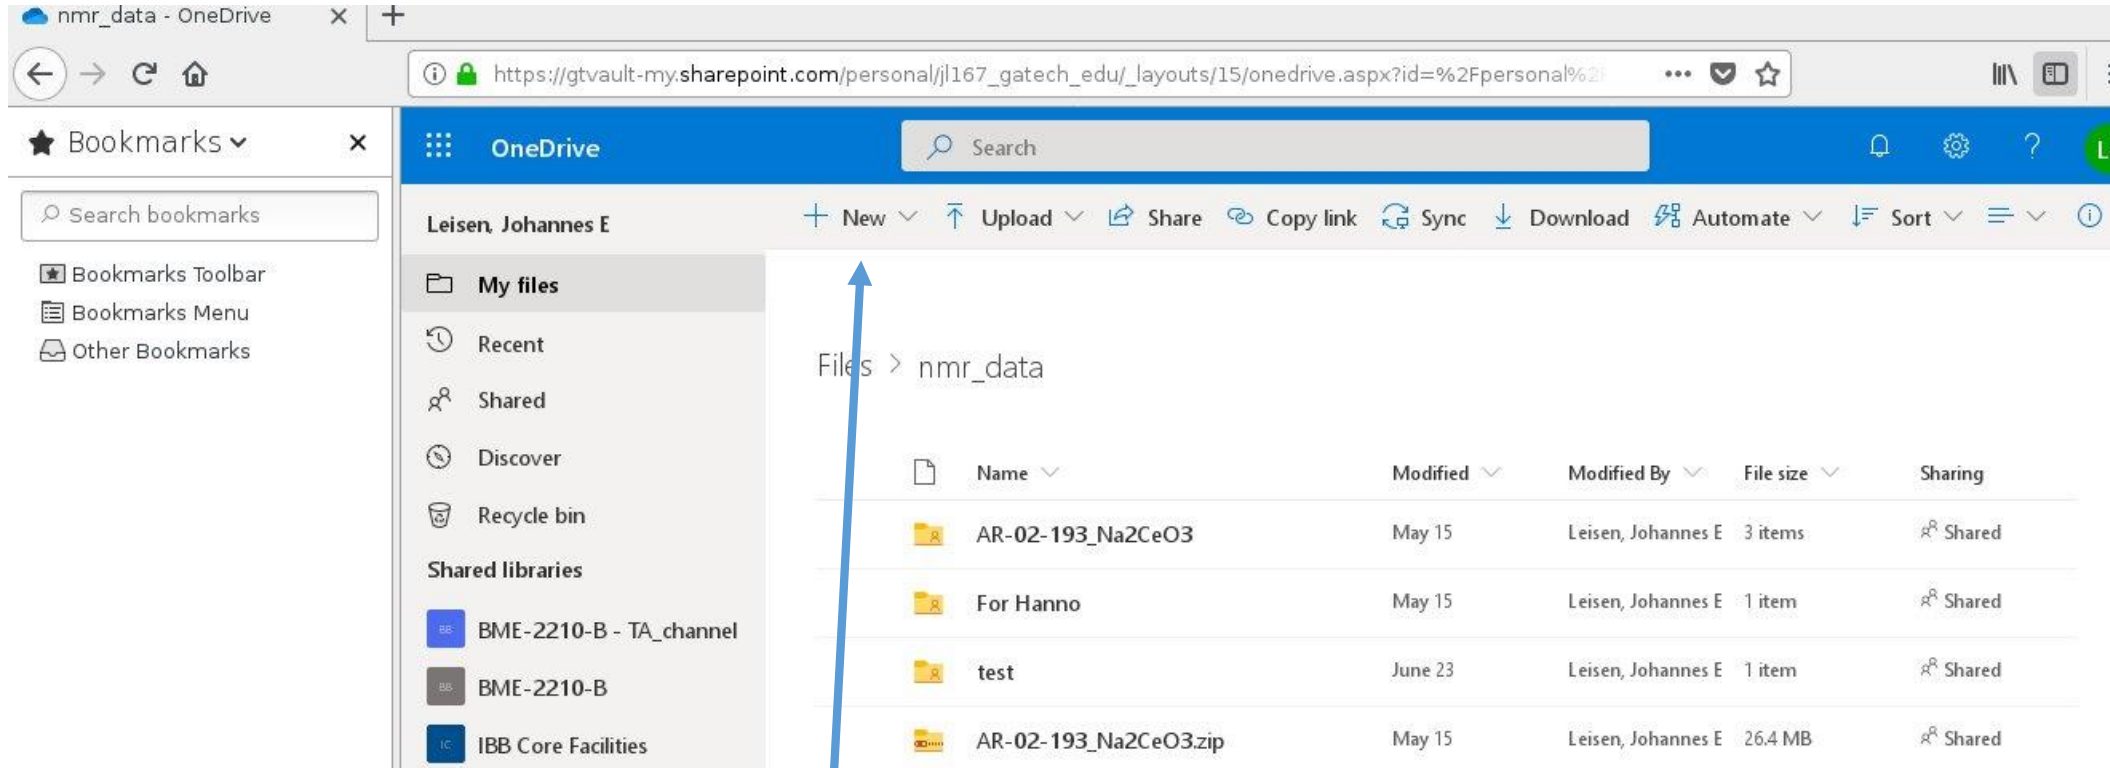 nmr_data - OneDrive
https://gtvault-my.sharepoint.com/personal/jl167_gatech_edu/_layouts/15/onedrive.aspx?id=%2Fpersonal%2
Bookmarks
OneDrive
Search
L
Search bookmarks
Bookmarks Toolbar
Bookmarks Menu
Other Bookmarks
Leisen, Johannes E
My files
Recent
Shared
Discover
Recycle bin
Shared libraries
BB BME-2210-B - TA_channel
BB BME-2210-B
IC IBB Core Facilities
+ New Upload Share Copy link Sync Download Automate Sort
Files > nmr_data
Name Modified Modified By File size Sharing
AR-02-193_Na2CeO3 May 15 Leisen, Johannes E 3 items Shared
For Hanno May 15 Leisen, Johannes E 1 item Shared
test June 23 Leisen, Johannes E 1 item Shared
AR-02-193_Na2CeO3.zip May 15 Leisen, Johannes E 26.4 MB Shared